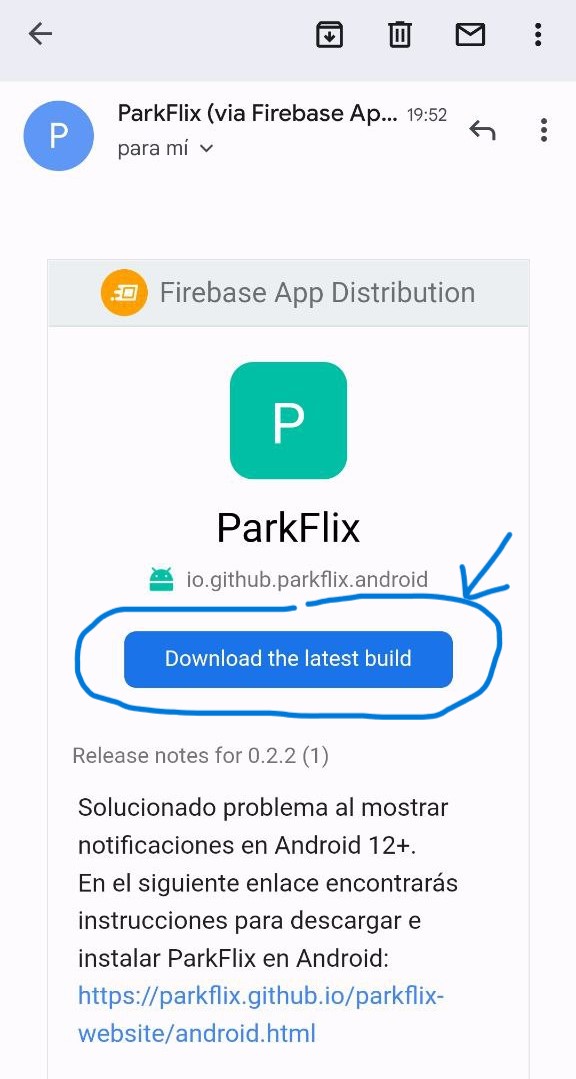 P
ParkFlix (via Firebase Ap... 19:52
para mí
Firebase App Distribution
P
ParkFlix
io.github.parkflix.android
Download the latest build
Release notes for 0.2.2 (1)
Solucionado problema al mostrar
notificaciones en Android 12+.
En el siguiente enlace encontrarás
instrucciones para descargar e
instalar ParkFlix en Android:
https://parkflix.github.io/parkflix-
website/android.html